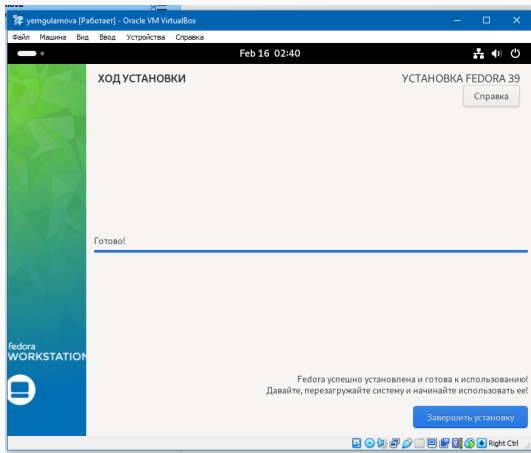 yemgulamova [Работает] - Oracle VM VirtualBox
Файл Машина Вид Ввод Устройства Справка
Feb 16 02:40
ХОД УСТАНОВКИ
УСТАНОВКА FEDORA 39
Справка
Готово!
fedora
WORKSTATION
Fedora успешно установлена и готова к использованию!
Давайте, перезагружайте систему и начинайте использовать ее!
Завершить установку
Right Ctrl